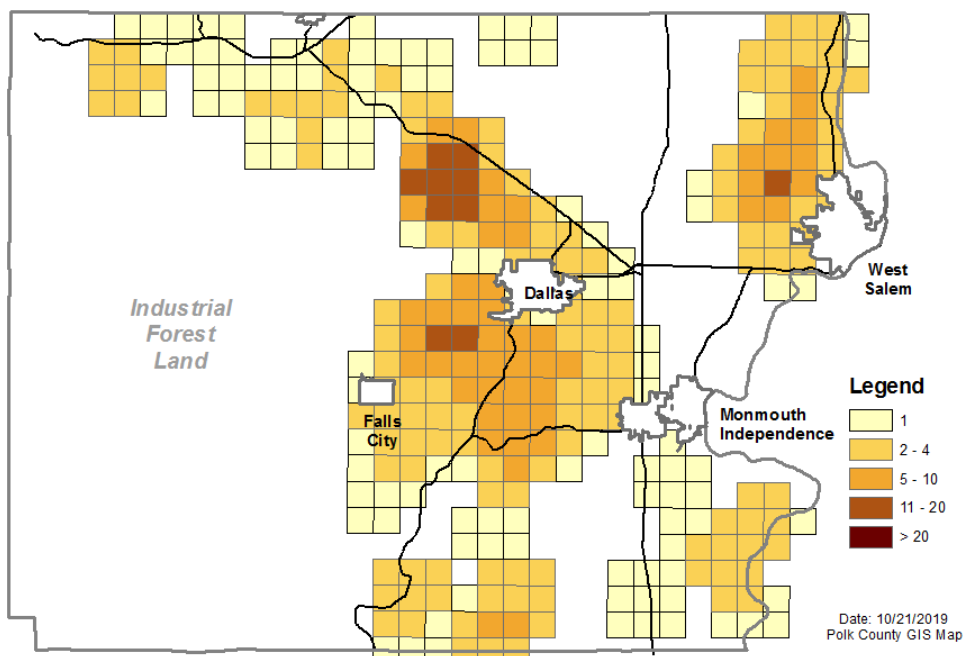 Industrial
Forest
Land
Dallas
West
Salem
Falls
City
Monmouth
Independence
Legend
1
2 - 4
5 - 10
11 - 20
> 20
Date: 10/21/2019
Polk County GIS Map